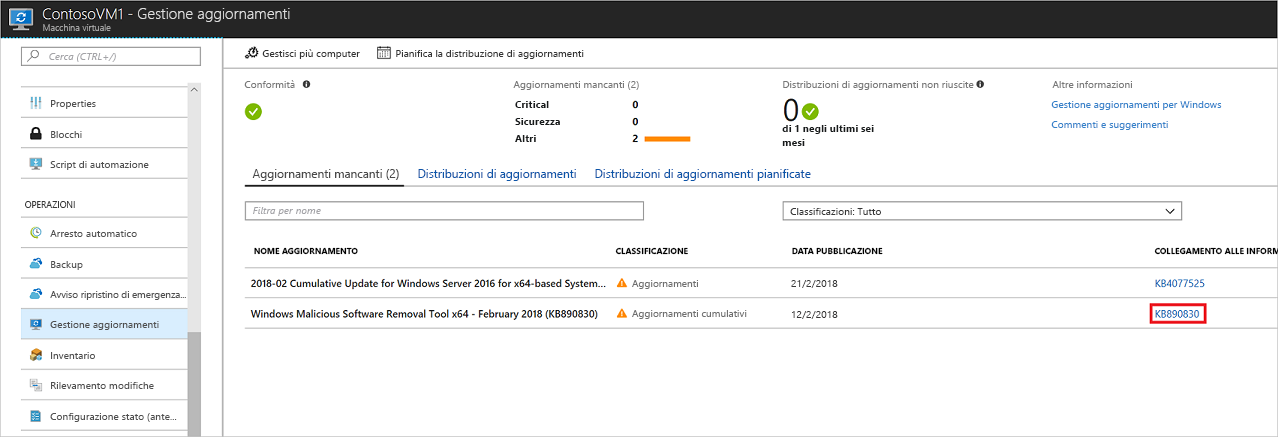 ContosoVM1 - Gestione aggiornamenti
Macchina virtuale
Cerca (CTRL+/)
Properties
Blocchi
Script di automazione
OPERAZIONI
Arresto automatico
Backup
Avviso ripristino di emergenza...
Gestione aggiornamenti
Inventario
Rilevamento modifiche
Configurazione stato (ante...
Gestisci più computer
Pianifica la distribuzione di aggiornamenti
Conformità
Aggiornamenti mancanti (2)
Critical 0
Sicurezza 0
Altri 2
Distribuzioni di aggiornamenti non riuscite
0
di 1 negli ultimi sei
mesi
Altre informazioni
Gestione aggiornamenti per Windows
Commenti e suggerimenti
Aggiornamenti mancanti (2) Distribuzioni di aggiornamenti Distribuzioni di aggiornamenti pianificate
Filtra per nome Classificazioni: Tutto
NOME AGGIORNAMENTO CLASSIFICAZIONE DATA PUBBLICAZIONE COLLEGAMENTO ALLE INFORM
2018-02 Cumulative Update for Windows Server 2016 for x64-based System... Aggiornamenti 21/2/2018 KB4077525
Windows Malicious Software Removal Tool x64 - February 2018 (KB890830) Aggiornamenti cumulativi 12/2/2018 KB890830